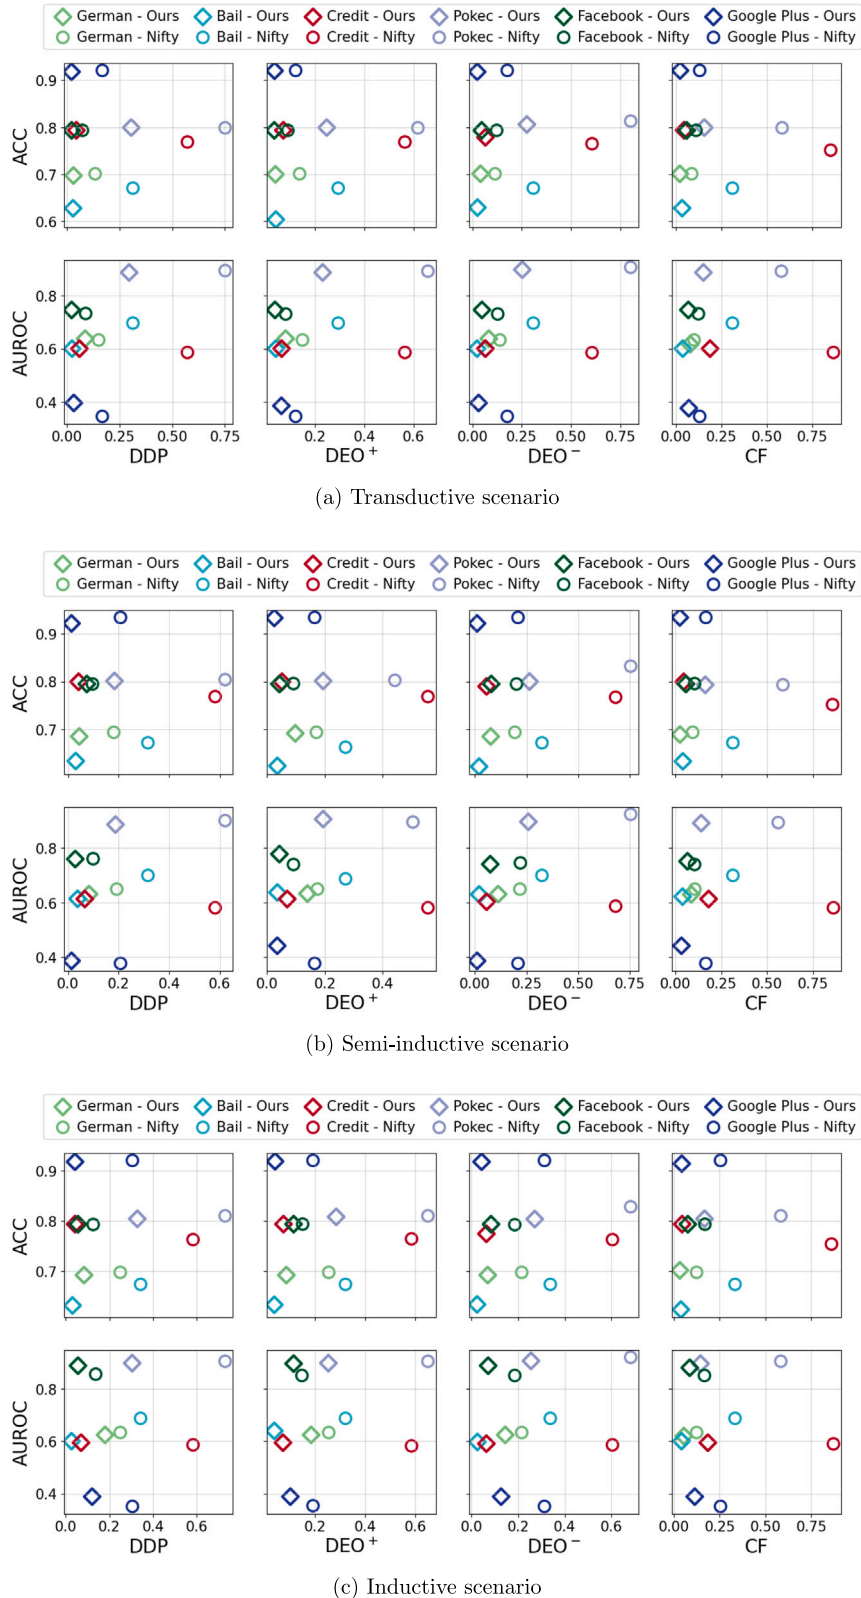 German - Ours Bail - Ours Credit - Ours Pokec - Ours Facebook - Ours Google Plus - Ours
German - Nifty Bail - Nifty Credit - Nifty Pokec - Nifty Facebook - Nifty Google Plus - Nifty
0.9
0.8
0.7
0.6
ACC
0.8
0.6
0.4
AUROC
0.00 0.25 0.50 0.75 0.2 0.4 0.6 0.00 0.25 0.50 0.75 0.00 0.25 0.50 0.75
DDP DEO+ DEO− CF
(a) Transductive scenario
German - Ours Bail - Ours Credit - Ours Pokec - Ours Facebook - Ours Google Plus - Ours
German - Nifty Bail - Nifty Credit - Nifty Pokec - Nifty Facebook - Nifty Google Plus - Nifty
0.9
0.8
0.7
ACC
0.8
0.6
0.4
AUROC
0.0 0.2 0.4 0.6 0.0 0.2 0.4 0.00 0.25 0.50 0.75 0.00 0.25 0.50 0.75
DDP DEO+ DEO− CF
(b) Semi-inductive scenario
German - Ours Bail - Ours Credit - Ours Pokec - Ours Facebook - Ours Google Plus - Ours
German - Nifty Bail - Nifty Credit - Nifty Pokec - Nifty Facebook - Nifty Google Plus - Nifty
0.9
0.8
0.7
ACC
0.8
0.6
0.4
AUROC
0.0 0.2 0.4 0.6 0.2 0.4 0.6 0.0 0.2 0.4 0.6 0.00 0.25 0.50 0.75
DDP DEO+ DEO− CF
(c) Inductive scenario